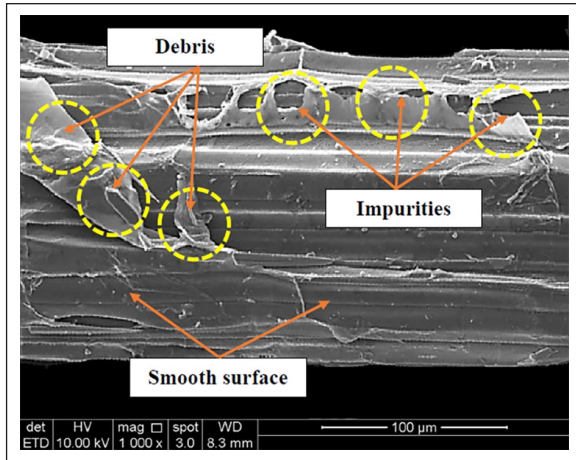 Debris
Impurities
Smooth surface
det HV mag □ spot WD
ETD 10.00 kV 1 000 x 3.0 8.3 mm
100 µm